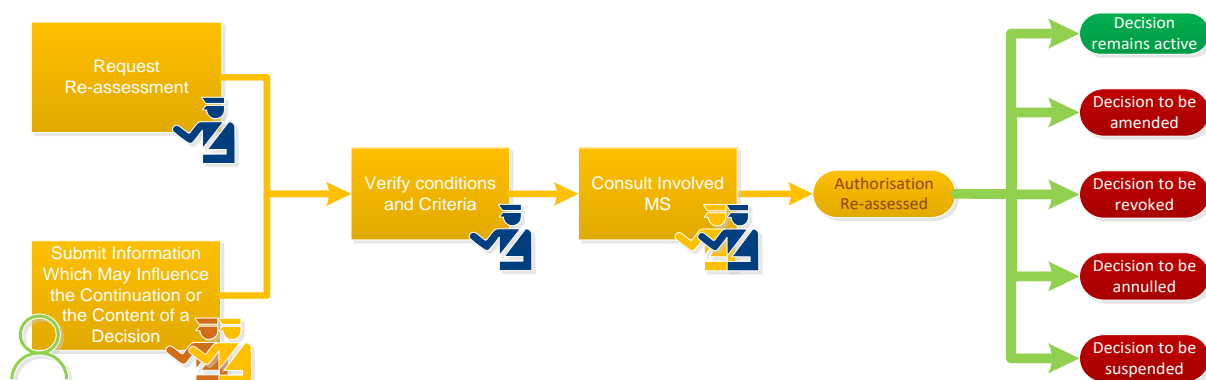 Request
Re-assessment
Submit Information
Which May Influence
the Continuation or
the Content of a
Decision
Verify conditions
and Criteria
Consult Involved
MS
Authorisation
Re-assessed
Decision
remains active
Decision to be
amended
Decision to be
revoked
Decision to be
annulled
Decision to be
suspended